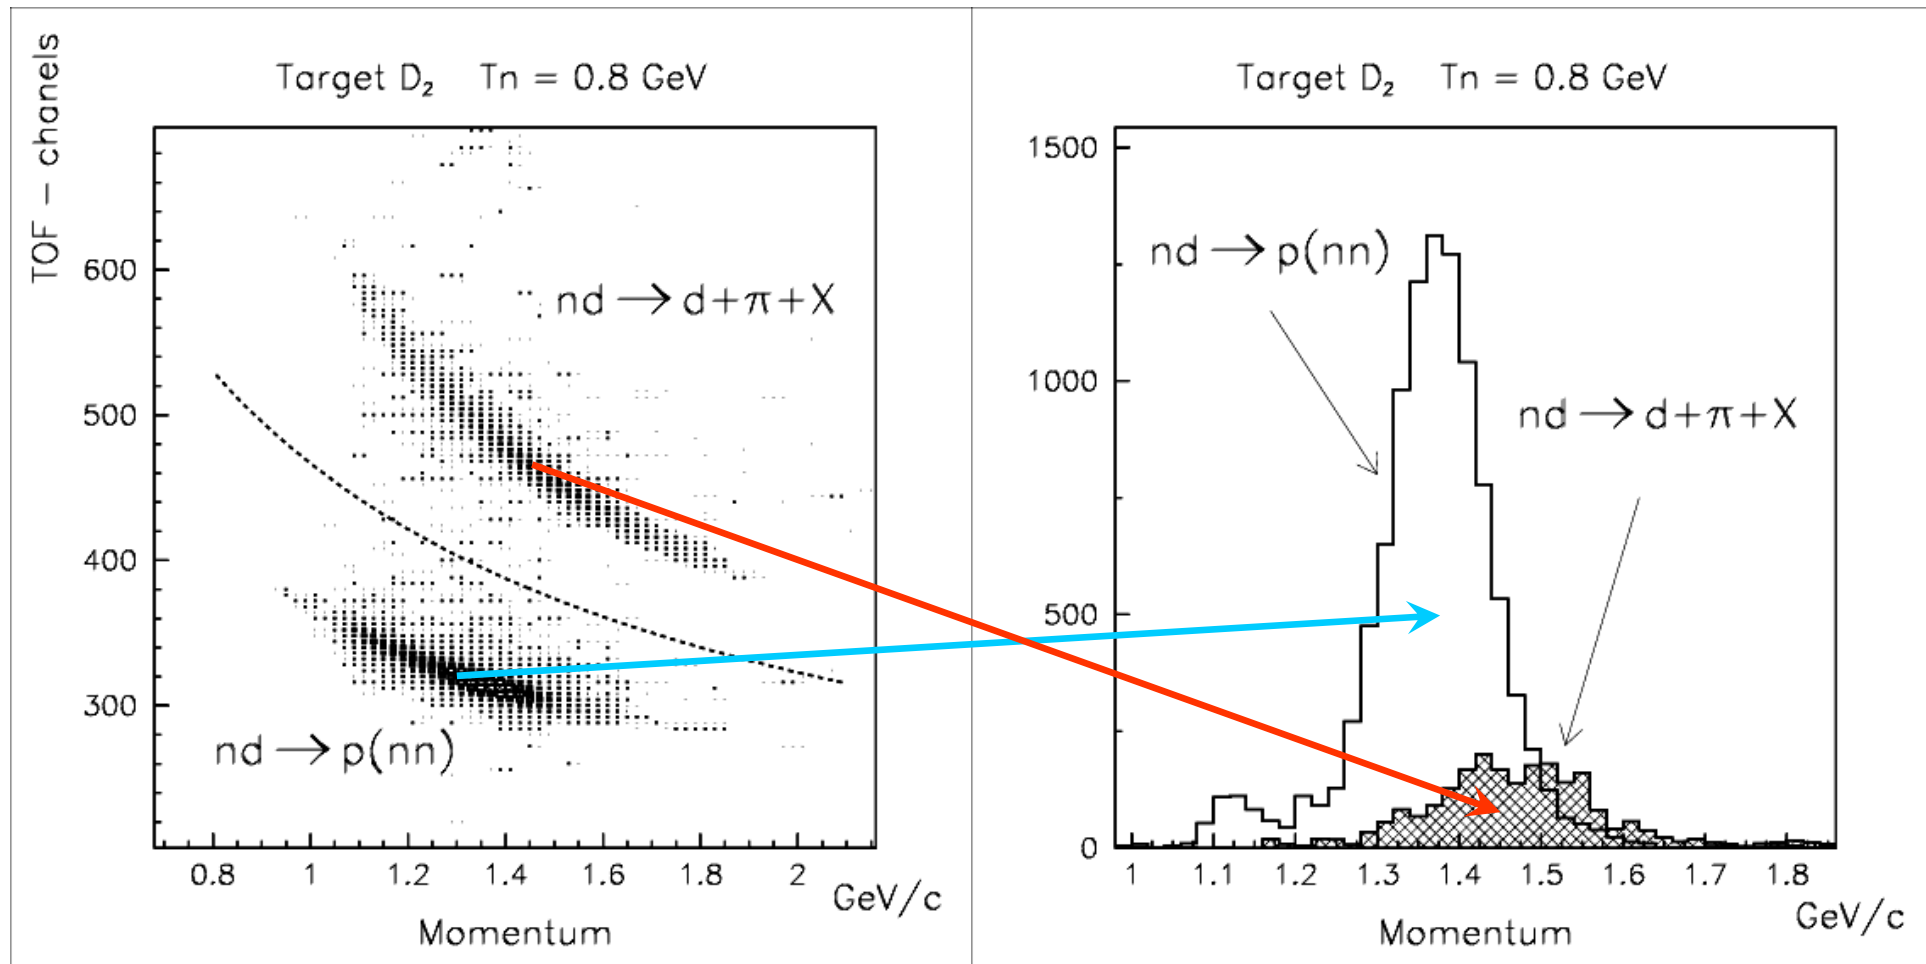 Target D₂ Tn = 0.8 GeV
TOF – channels
600
500
400
300
nd → d+π+X
nd → p(nn)
0.8 1 1.2 1.4 1.6 1.8 2
GeV/c
Momentum
Target D₂ Tn = 0.8 GeV
1500
1000
500
0
nd → p(nn)
nd → d+π+X
1 1.1 1.2 1.3 1.4 1.5 1.6 1.7 1.8
GeV/c
Momentum